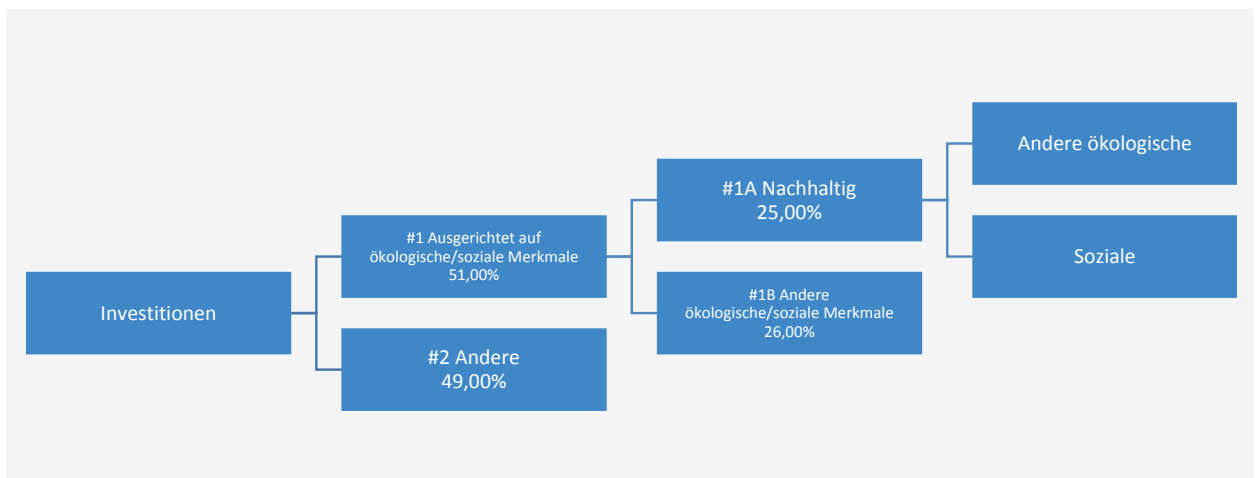 Investitionen
#1 Ausgerichtet auf
ökologische/soziale Merkmale
51,00%
#2 Andere
49,00%
#1A Nachhaltig
25,00%
#1B Andere
ökologische/soziale Merkmale
26,00%
Andere ökologische
Soziale